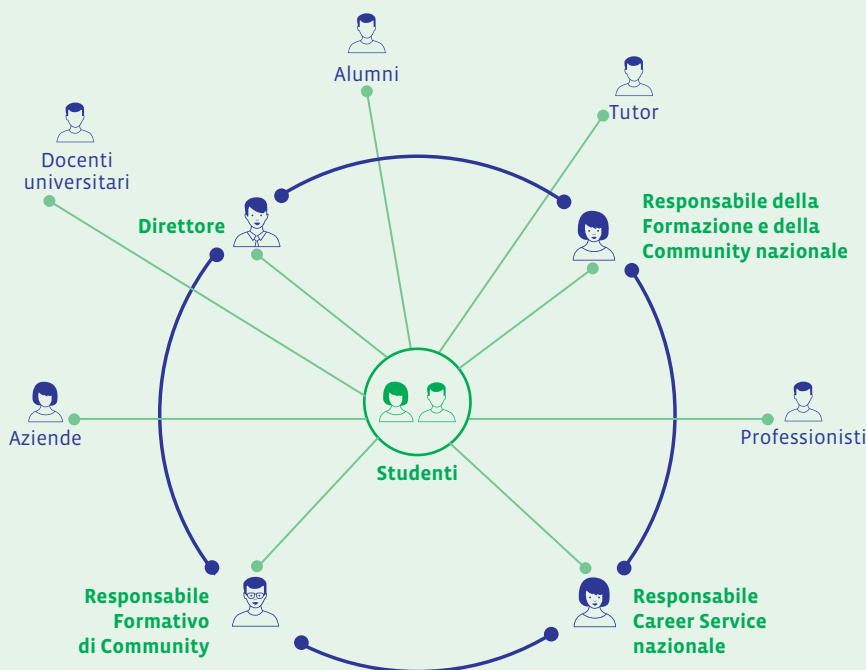 Alumni
Tutor
Docenti
universitari
Direttore
Responsabile della
Formazione e della
Community nazionale
Aziende
Studenti
Professionisti
Responsabile
Formativo
di Community
Responsabile
Career Service
nazionale